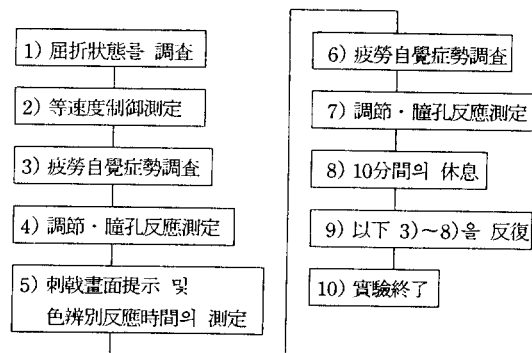 1) 屈折狀態를 調査
2) 等速度制御測定
3) 疲勞自覺症勢調査
4) 調節・瞳孔反應測定
5) 刺戟畫面提示 및
色辨別反應時間의 測定
6) 疲勞自覺症勢調査
7) 調節・瞳孔反應測定
8) 10分間의 休息
9) 以下 3)~8)을 反復
10) 實驗終了